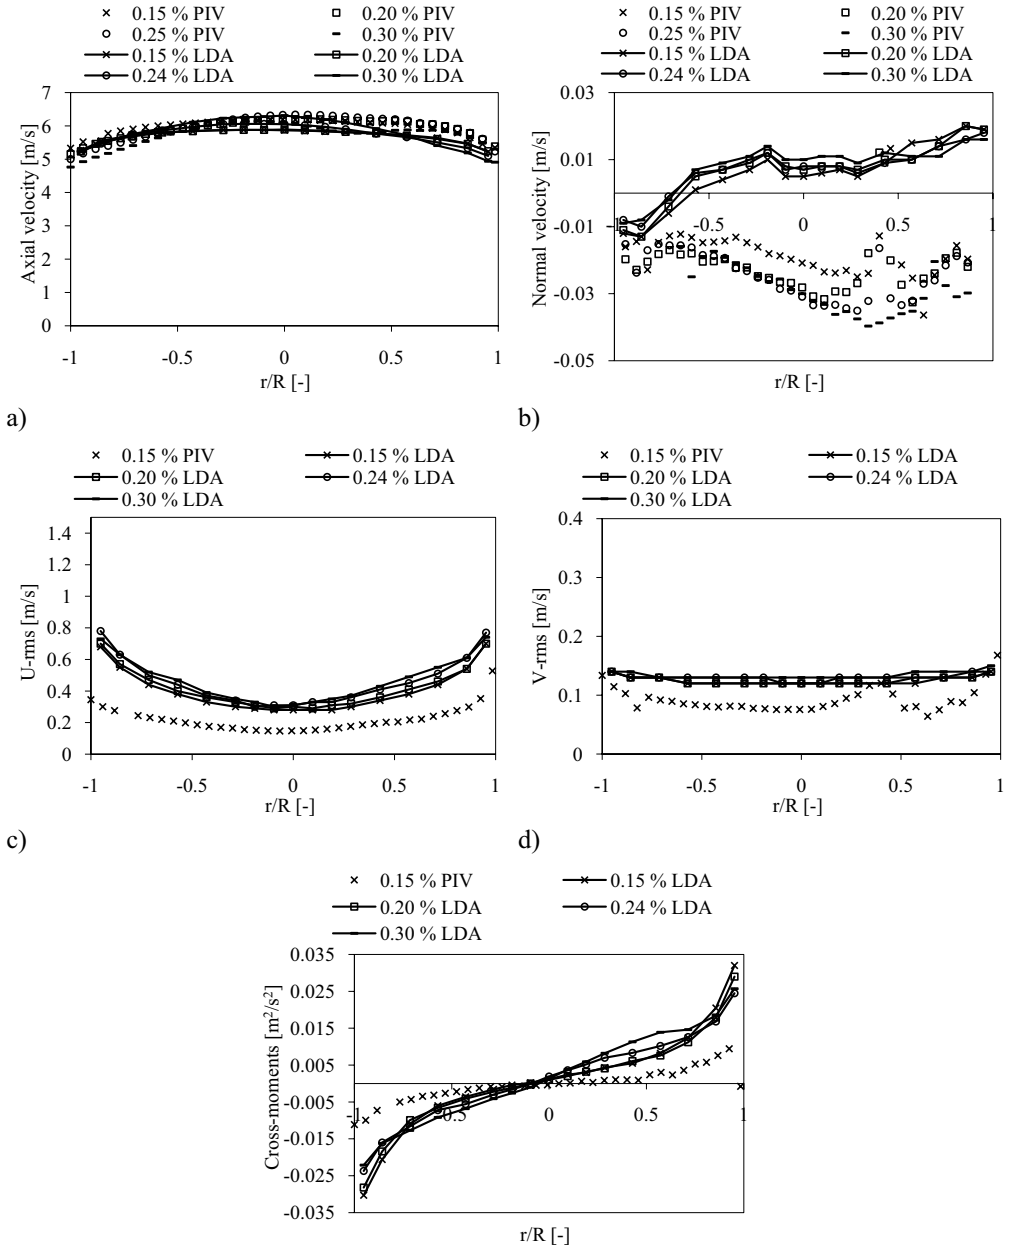 0.15 % PIV 0.20 % PIV
0.25 % PIV 0.30 % PIV
0.15 % LDA 0.20 % LDA
0.24 % LDA 0.30 % LDA
7
6
5
4
3
2
1
0
Axial velocity [m/s]
-1 -0.5 0 0.5 1
r/R [-]
a)
0.15 % PIV 0.20 % PIV
0.25 % PIV 0.30 % PIV
0.15 % LDA 0.20 % LDA
0.24 % LDA 0.30 % LDA
0.03
0.01
-0.01
-0.03
-0.05
Normal velocity [m/s]
-1 -0.5 0 0.5 1
r/R [-]
b)
0.15 % PIV 0.15 % LDA
0.20 % LDA 0.24 % LDA
0.30 % LDA
1.4
1.2
1
0.8
0.6
0.4
0.2
0
U-rms [m/s]
-1 -0.5 0 0.5 1
r/R [-]
c)
0.15 % PIV 0.15 % LDA
0.20 % LDA 0.24 % LDA
0.30 % LDA
0.4
0.3
0.2
0.1
0
V-rms [m/s]
-1 -0.5 0 0.5 1
r/R [-]
d)
0.15 % PIV 0.15 % LDA
0.20 % LDA 0.24 % LDA
0.30 % LDA
0.035
0.025
0.015
0.005
-0.005
-0.015
-0.025
-0.035
Cross-moments [m²/s²]
-1 -0.5 0 0.5 1
r/R [-]